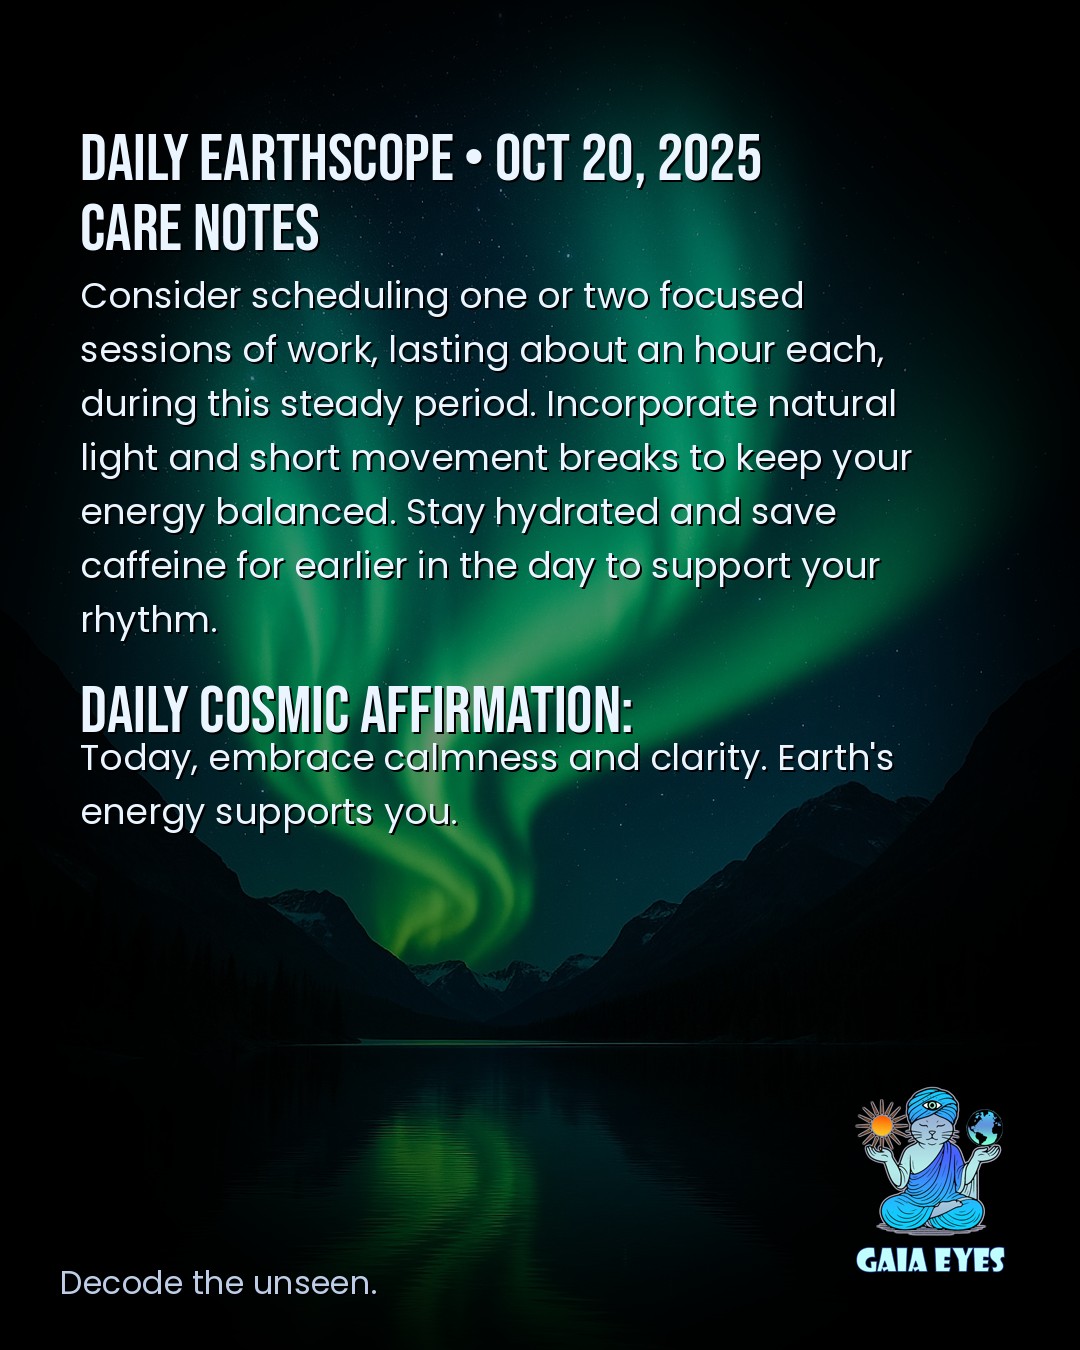 DAILY EARTHSCOPE • OCT 20, 2025
CARE NOTES
Consider scheduling one or two focused
sessions of work, lasting about an hour each,
during this steady period. Incorporate natural
light and short movement breaks to keep your
energy balanced. Stay hydrated and save
caffeine for earlier in the day to support your
rhythm.
DAILY COSMIC AFFIRMATION:
Today, embrace calmness and clarity. Earth's
energy supports you.
GAIA EYES
Decode the unseen.